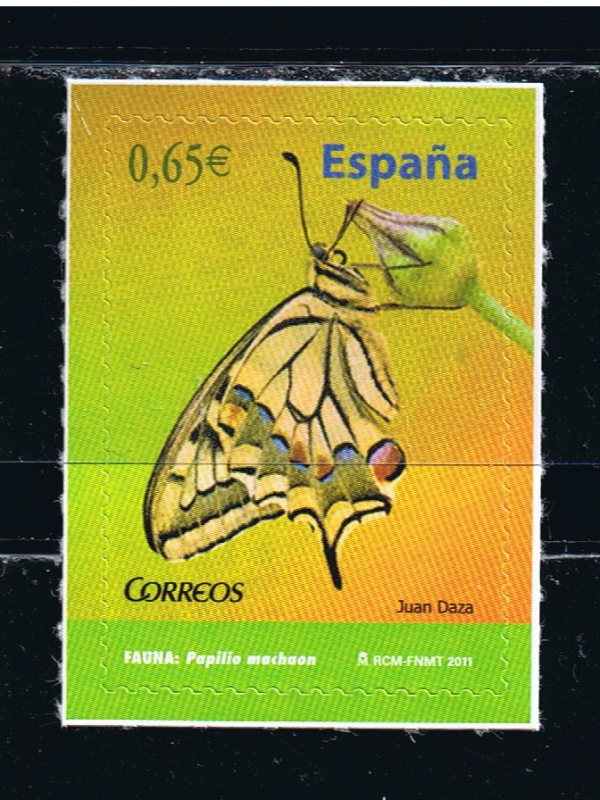 0,65€ España
CORREOS
Juan Daza
FAUNA: Papilio machaon RCM-FNMT 2011